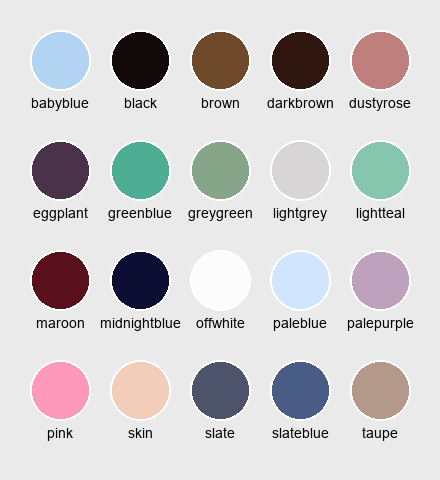 babyblue black brown darkbrown dustyrose
eggplant greenblue greygreen lightgrey lightteal
maroon midnightblue offwhite paleblue palepurple
pink skin slate slateblue taupe